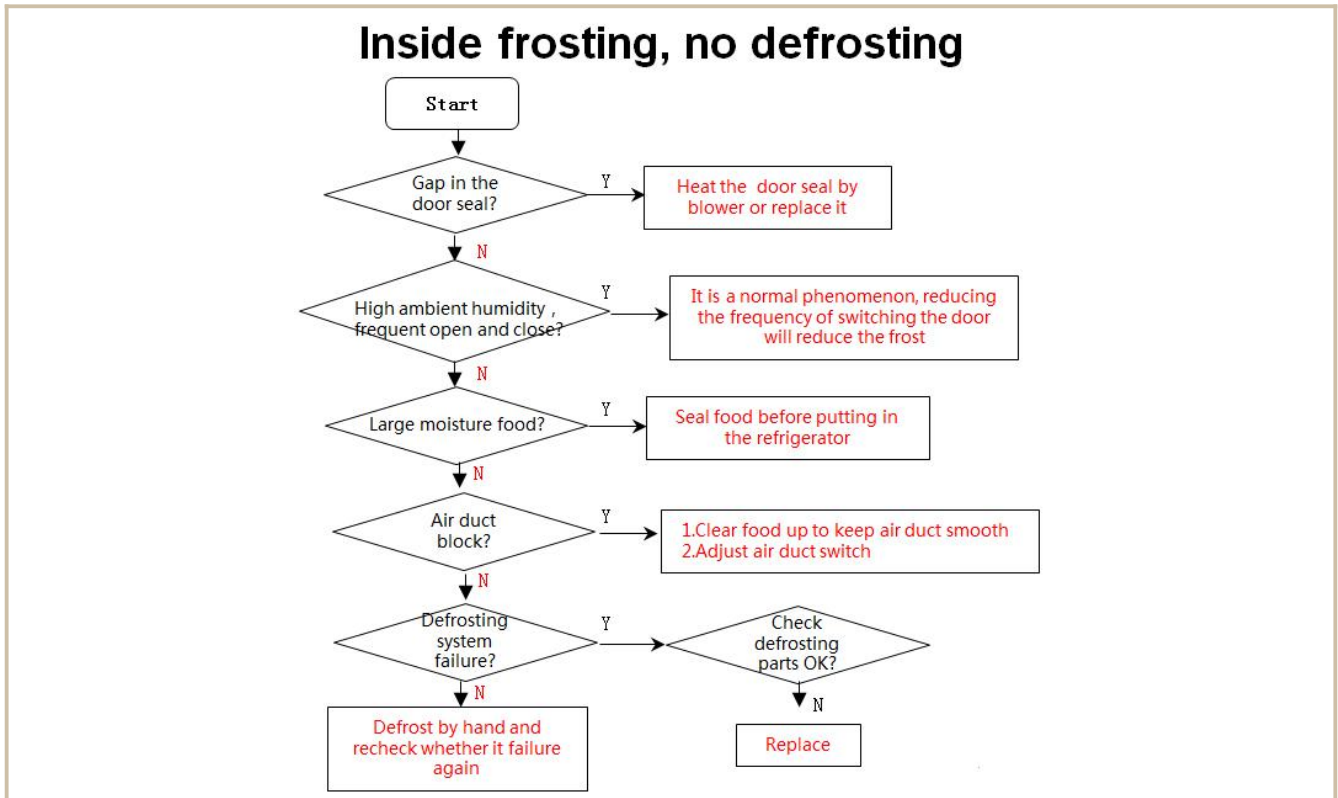 Inside frosting, no defrosting
Start
Gap in the
door seal?
Y
Heat the door seal by
blower or replace it
N
High ambient humidity ,
frequent open and close?
Y
It is a normal phenomenon, reducing
the frequency of switching the door
will reduce the frost
N
Large moisture food?
Y
Seal food before putting in
the refrigerator
N
Air duct
block?
Y
1.Clear food up to keep air duct smooth
2.Adjust air duct switch
N
Defrosting
system
failure?
Y
Check
defrosting
parts OK?
N
Defrost by hand and
recheck whether it failure
again
N
Replace